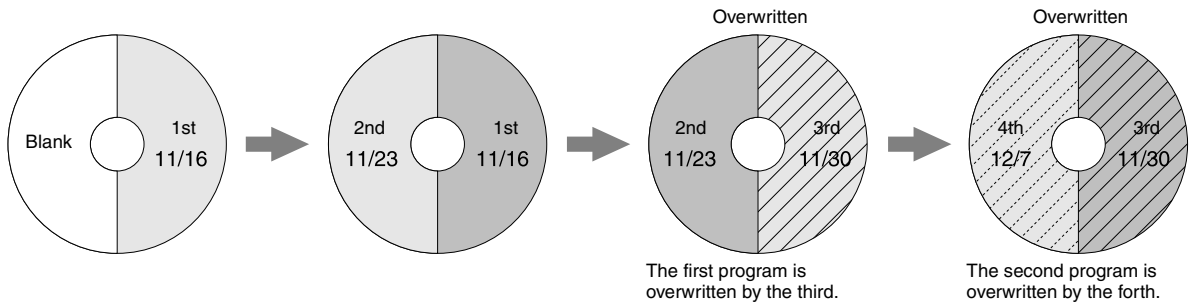 Overwritten
Overwritten
Blank
1st
11/16
2nd
11/23
1st
11/16
2nd
11/23
3rd
11/30
4th
12/7
3rd
11/30
The first program is
overwritten by the third.
The second program is
overwritten by the forth.